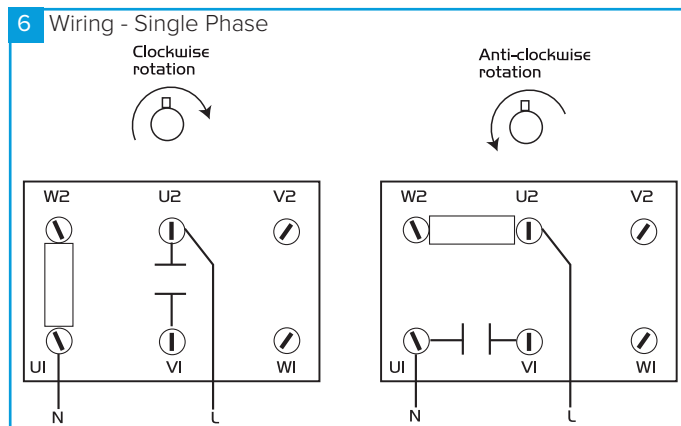 6 Wiring - Single Phase
Clockwise
rotation
Anti-clockwise
rotation
W2 U2 V2
U1 V1 W1
N L
W2 U2 V2
U1 V1 W1
N L